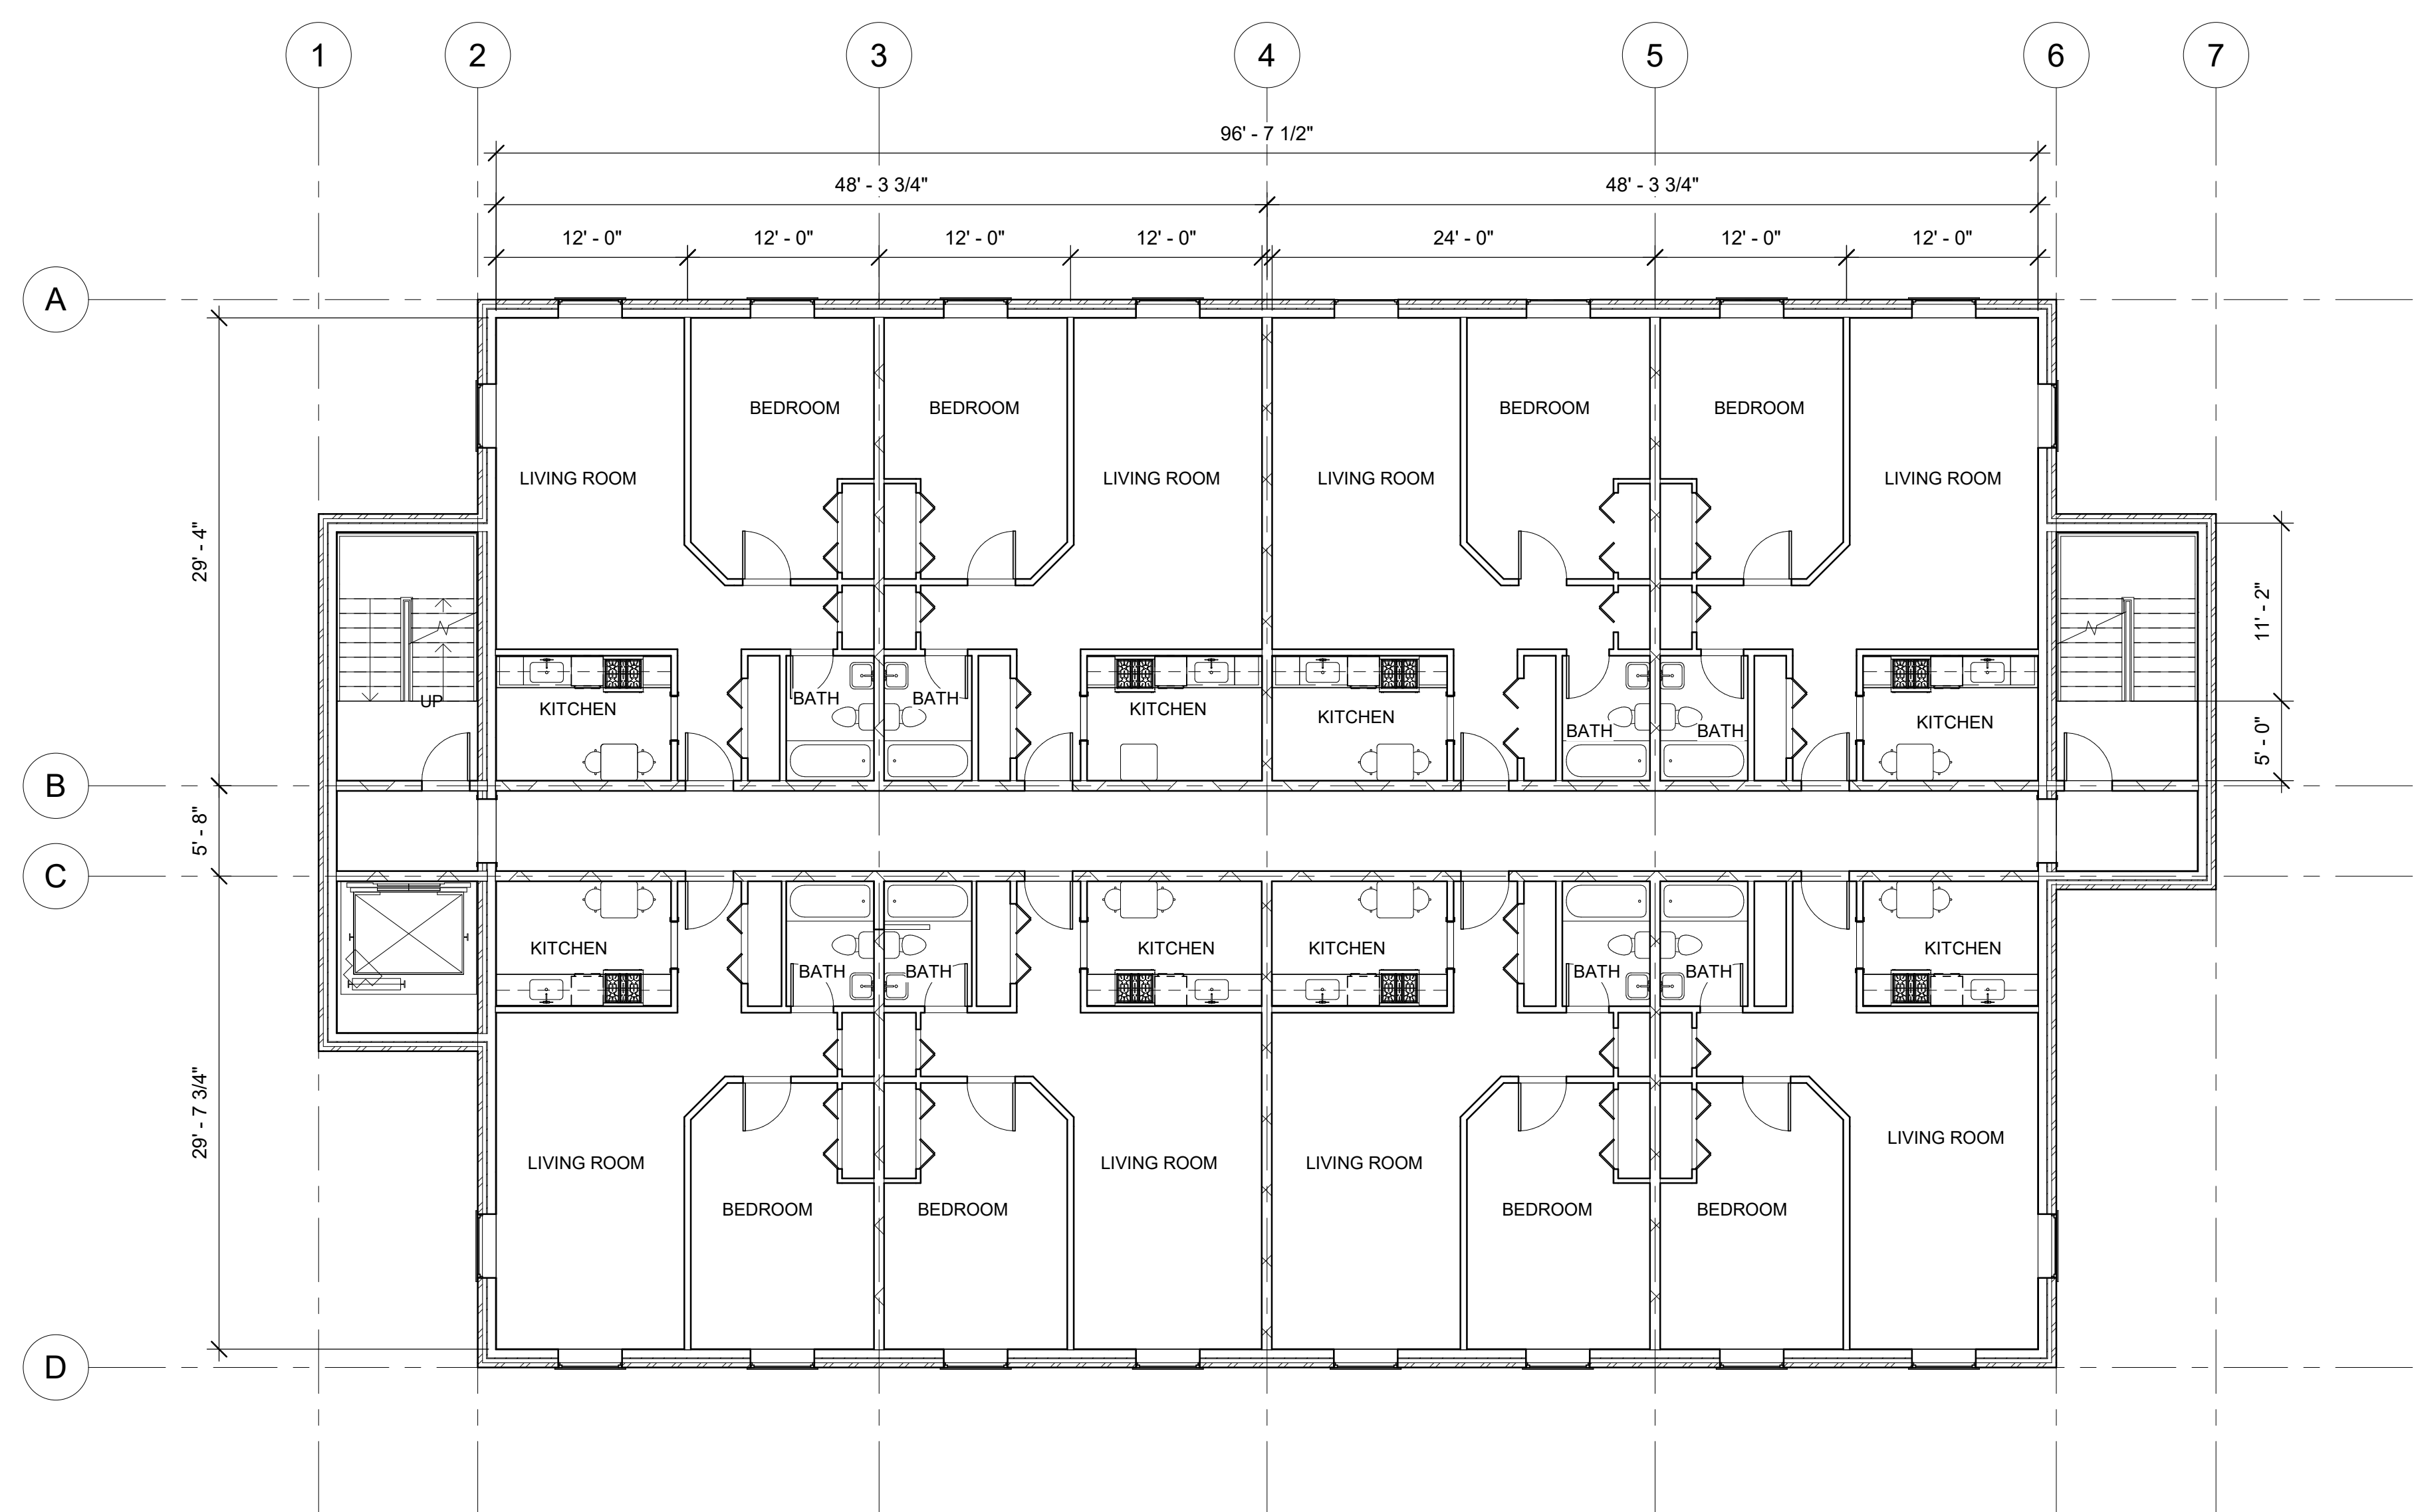 1 2 3 4 5 6 7
96' - 7 1/2"
48' - 3 3/4" 48' - 3 3/4"
12' - 0" 12' - 0" 12' - 0" 12' - 0" 24' - 0" 12' - 0" 12' - 0"
A
BEDROOM BEDROOM BEDROOM BEDROOM
LIVING ROOM LIVING ROOM LIVING ROOM LIVING ROOM
29' - 4"
11' - 2"
UP
BATH BATH
KITCHEN KITCHEN KITCHEN KITCHEN
BATH BATH
5' - 0"
B
5' - 8"
C
KITCHEN KITCHEN KITCHEN KITCHEN
BATH BATH BATH BATH
29' - 7 3/4"
LIVING ROOM
LIVING ROOM LIVING ROOM LIVING ROOM
BEDROOM BEDROOM BEDROOM BEDROOM
D